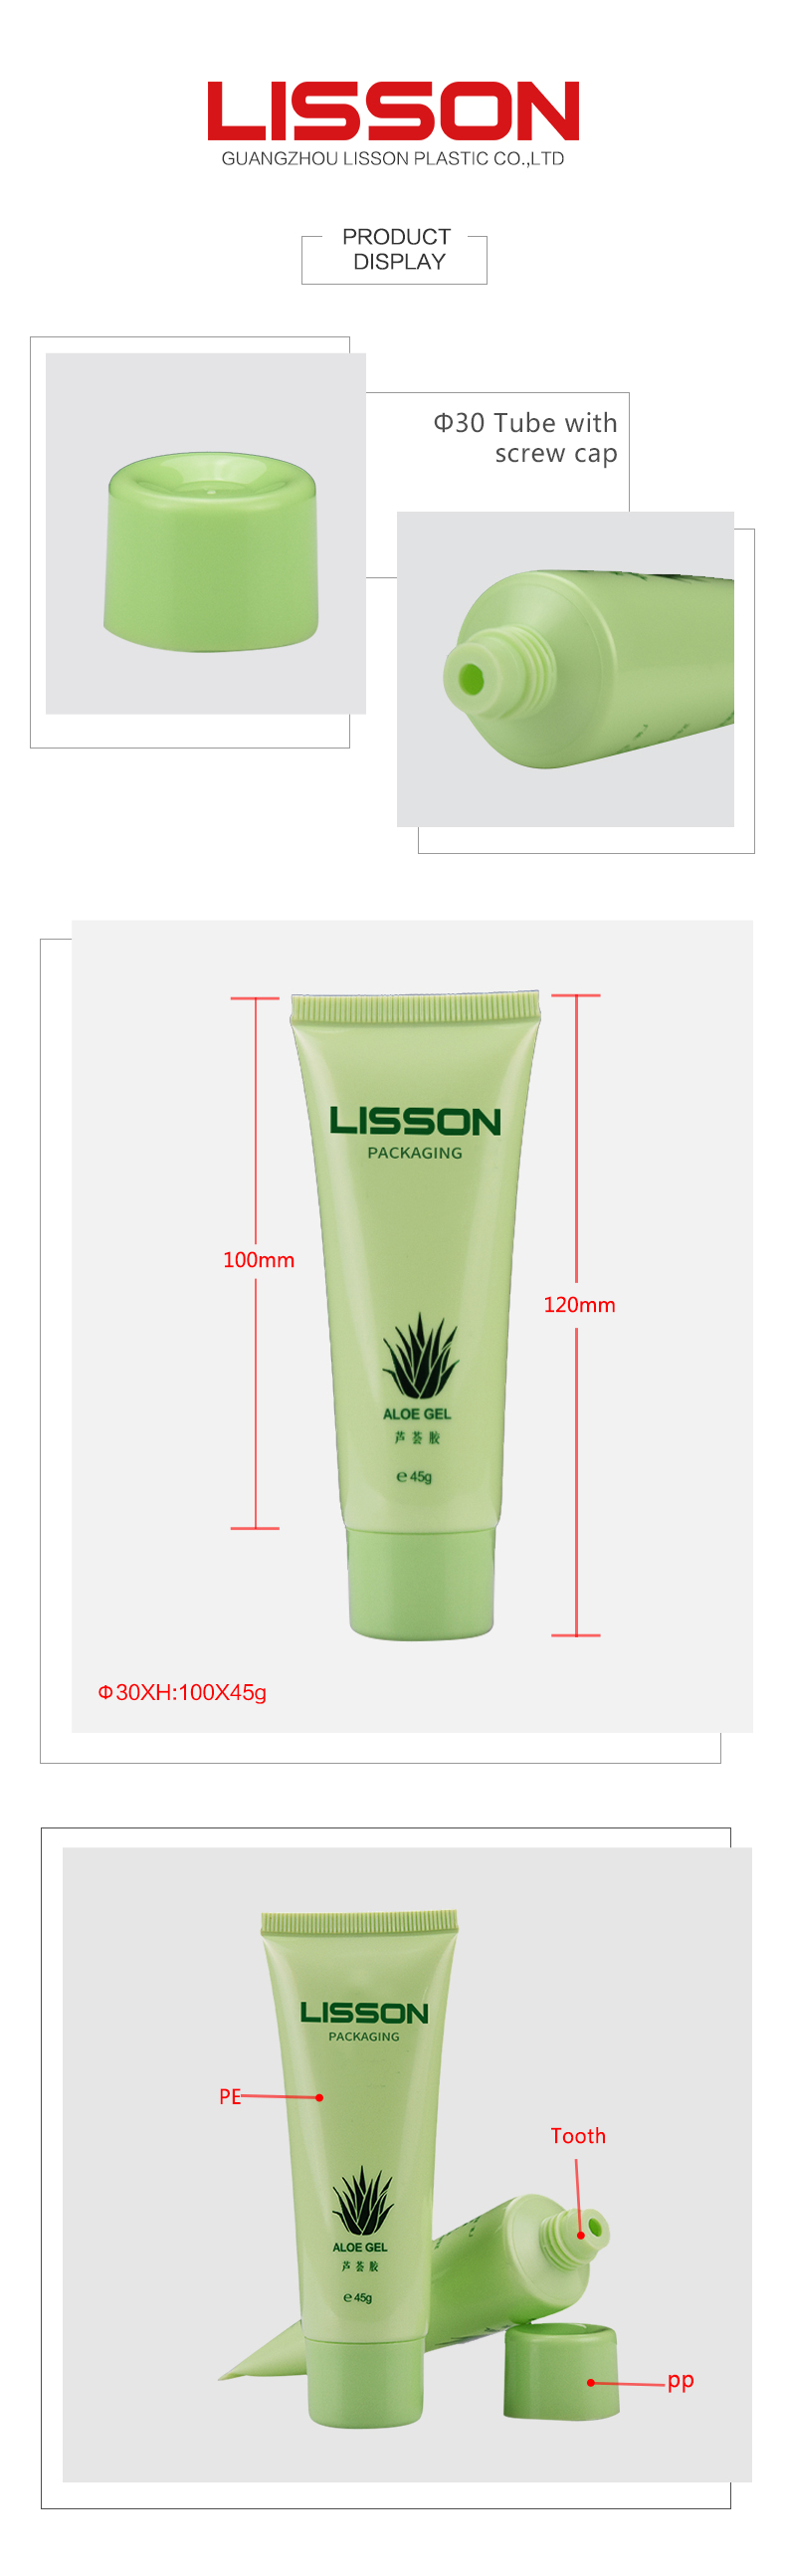 LISSON
GUANGZHOU LISSON PLASTIC CO.,LTD
PRODUCT
DISPLAY
Φ30 Tube with
screw cap
LISSON
PACKAGING
100mm
120mm
ALOE GEL
芦荟胶
℮ 45g
Φ30XH:100X45g
LISSON
PACKAGING
PE
Tooth
ALOE GEL
芦荟胶
℮ 45g
pp